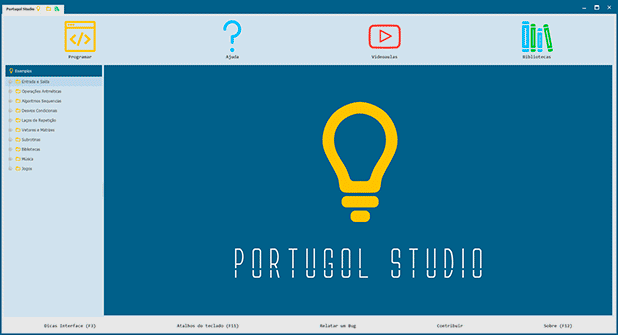 Portugol Studio
Programar
Ajuda
Videoaulas
Bibliotecas
Exemplos
Entrada e Saída
Operações Aritméticas
Algoritmos Sequenciais
Desvios Condicionais
Laços de Repetição
Vetores e Matrizes
Subrotinas
Bibliotecas
Música
Jogos
PORTUGOL STUDIO
Dicas Interface (F3)
Atalhos do teclado (F11)
Relatar um Bug
Contribuir
Sobre (F12)